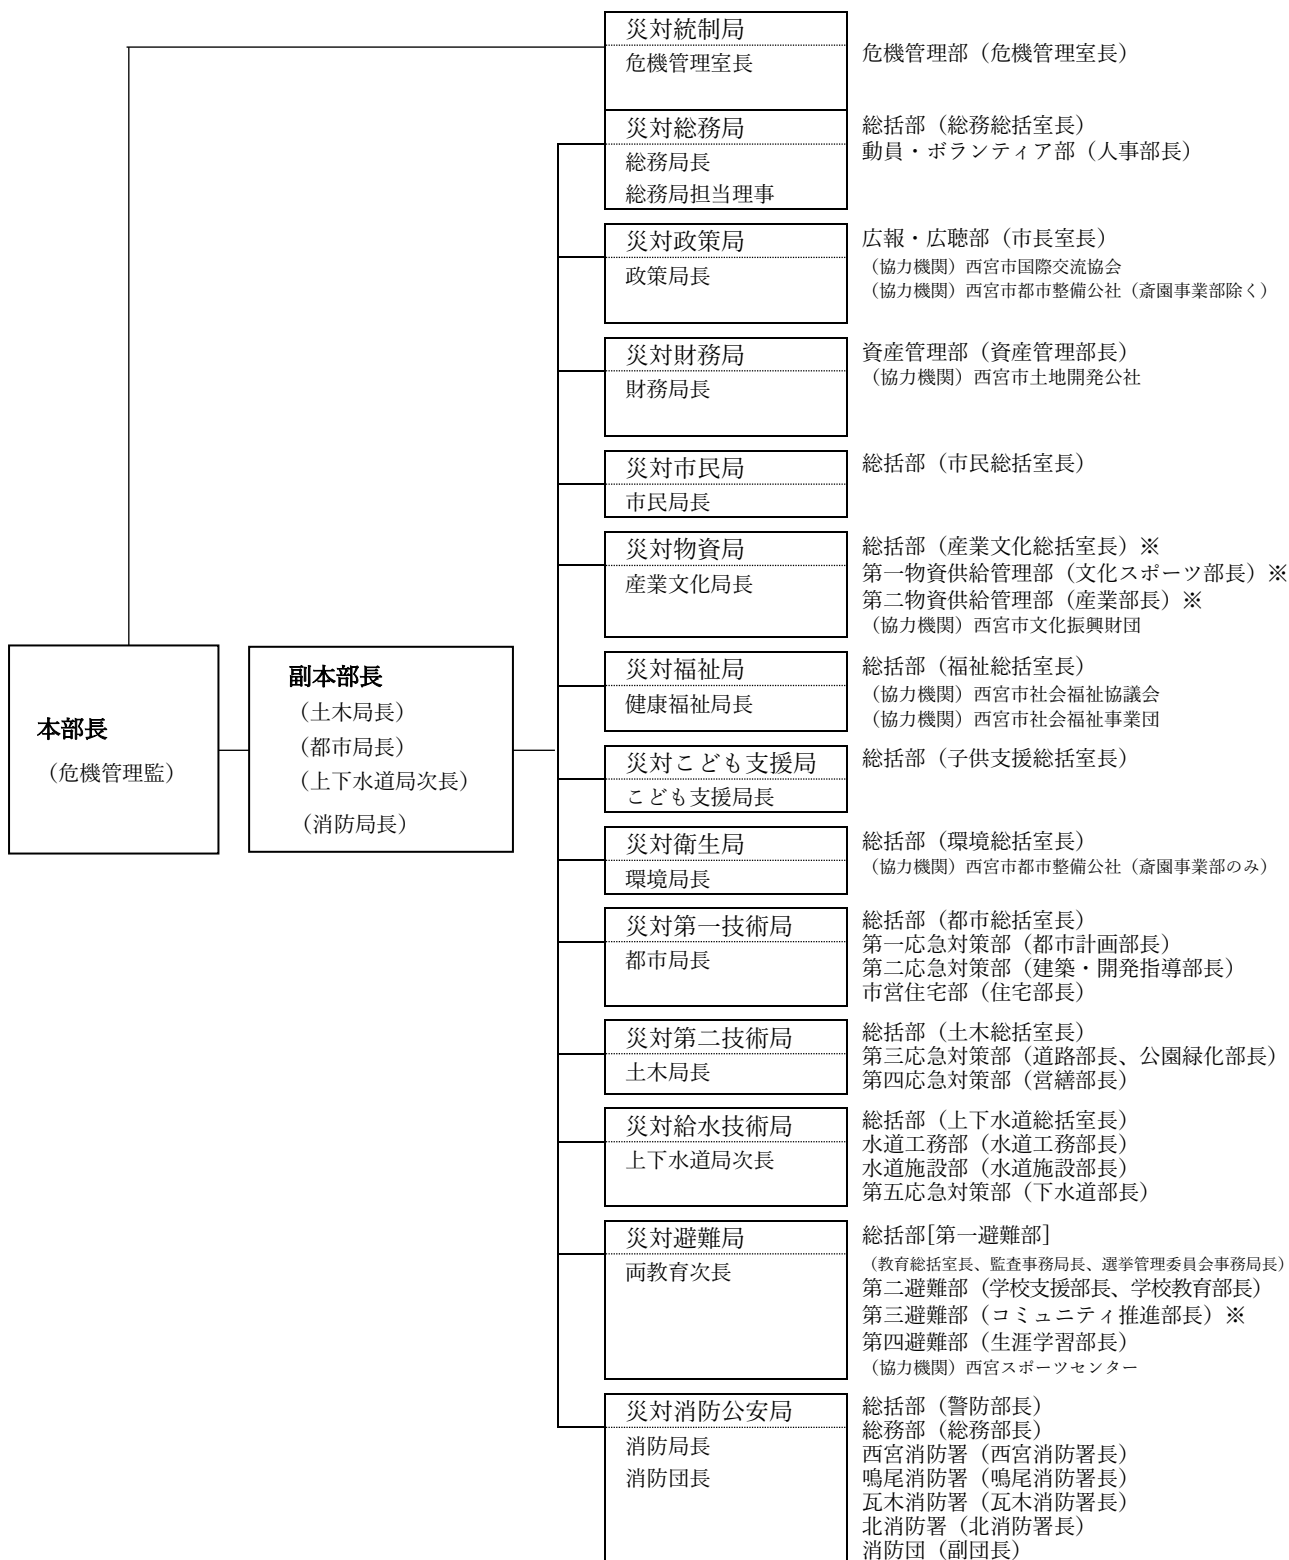 災対統制局
危機管理室長
危機管理部（危機管理室長）
災対総務局
総務局長
総務局担当理事
総括部（総務総括室長）
動員・ボランティア部（人事部長）
災対政策局
政策局長
広報・広聴部（市長室長）
（協力機関）西宮市国際交流協会
（協力機関）西宮市都市整備公社（斎園事業部除く）
災対財務局
財務局長
資産管理部（資産管理部長）
（協力機関）西宮市土地開発公社
災対市民局
市民局長
総括部（市民総括室長）
災対物資局
産業文化局長
総括部（産業文化総括室長）※
第一物資供給管理部（文化スポーツ部長）※
第二物資供給管理部（産業部長）※
（協力機関）西宮市文化振興財団
本部長
（危機管理監）
副本部長
（土木局長）
（都市局長）
（上下水道局次長）
（消防局長）
災対福祉局
健康福祉局長
総括部（福祉総括室長）
（協力機関）西宮市社会福祉協議会
（協力機関）西宮市社会福祉事業団
災対こども支援局
こども支援局長
総括部（子供支援総括室長）
災対衛生局
環境局長
総括部（環境総括室長）
（協力機関）西宮市都市整備公社（斎園事業部のみ）
災対第一技術局
都市局長
総括部（都市総括室長）
第一応急対策部（都市計画部長）
第二応急対策部（建築・開発指導部長）
市営住宅部（住宅部長）
災対第二技術局
土木局長
総括部（土木総括室長）
第三応急対策部（道路部長、公園緑化部長）
第四応急対策部（営繕部長）
災対給水技術局
上下水道局次長
総括部（上下水道総括室長）
水道工務部（水道工務部長）
水道施設部（水道施設部長）
第五応急対策部（下水道部長）
災対避難局
両教育次長
総括部[第一避難部]
（教育総括室長、監査事務局長、選挙管理委員会事務局長）
第二避難部（学校支援部長、学校教育部長）
第三避難部（コミュニティ推進部長）※
第四避難部（生涯学習部長）
（協力機関）西宮スポーツセンター
災対消防公安局
消防局長
消防団長
総括部（警防部長）
総務部（総務部長）
西宮消防署（西宮消防署長）
鳴尾消防署（鳴尾消防署長）
瓦木消防署（瓦木消防署長）
北消防署（北消防署長）
消防団（副団長）